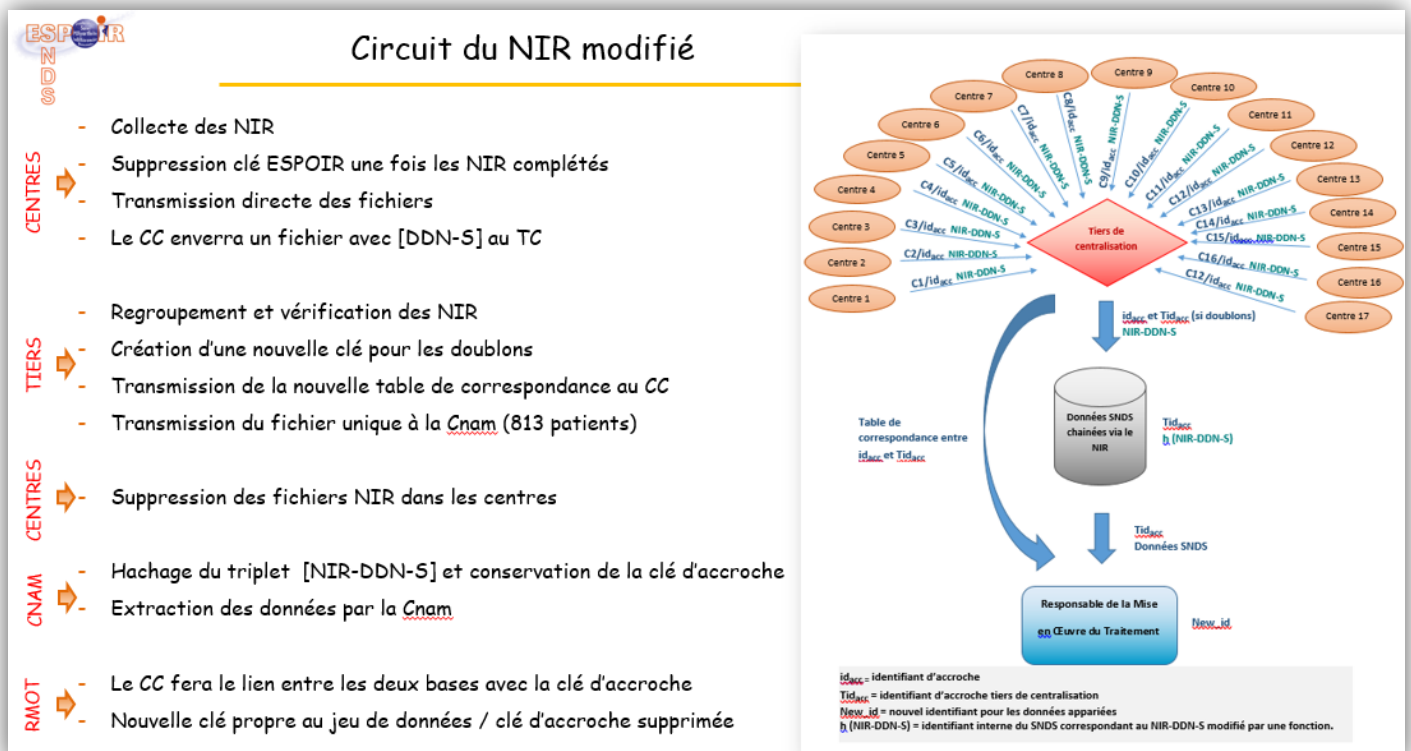 ESPOIR
SNDS
Circuit du NIR modifié
CENTRES
- Collecte des NIR
- Suppression clé ESPOIR une fois les NIR complétés
- Transmission directe des fichiers
- Le CC enverra un fichier avec [DDN-S] au TC
TIERS
- Regroupement et vérification des NIR
- Création d'une nouvelle clé pour les doublons
- Transmission de la nouvelle table de correspondance au CC
- Transmission du fichier unique à la Cnam (813 patients)
CENTRES
- Suppression des fichiers NIR dans les centres
CNAM
- Hachage du triplet [NIR-DDN-S] et conservation de la clé d'accroche
- Extraction des données par la Cnam
RMOT
- Le CC fera le lien entre les deux bases avec la clé d'accroche
- Nouvelle clé propre au jeu de données / clé d'accroche supprimée
Centre 1
Centre 2
Centre 3
Centre 4
Centre 5
Centre 6
Centre 7
Centre 8
Centre 9
Centre 10
Centre 11
Centre 12
Centre 13
Centre 14
Centre 15
Centre 16
Centre 17
C1/idacc NIR-DDN-S
C2/idacc NIR-DDN-S
C3/idacc NIR-DDN-S
C4/idacc NIR-DDN-S
C5/idacc NIR-DDN-S
C6/idacc NIR-DDN-S
C7/idacc NIR-DDN-S
C8/idacc NIR-DDN-S
C9/idacc NIR-DDN-S
C10/idacc NIR-DDN-S
C11/idacc NIR-DDN-S
C12/idacc NIR-DDN-S
C13/idacc NIR-DDN-S
C14/idacc NIR-DDN-S
C15/idacc NIR-DDN-S
C16/idacc NIR-DDN-S
C12/idacc NIR-DDN-S
Tiers de
centralisation
idacc et Tidacc (si doublons)
NIR-DDN-S
Table de
correspondance entre
idacc et Tidacc
Données SNDS
chainées via le
NIR
Tidacc
h (NIR-DDN-S)
Tidacc
Données SNDS
Responsable de la Mise
en Œuvre du Traitement
New_id
idacc = identifiant d'accroche
Tidacc = identifiant d'accroche tiers de centralisation
New_id = nouvel identifiant pour les données appariées
h (NIR-DDN-S) = identifiant interne du SNDS correspondant au NIR-DDN-S modifié par une fonction.